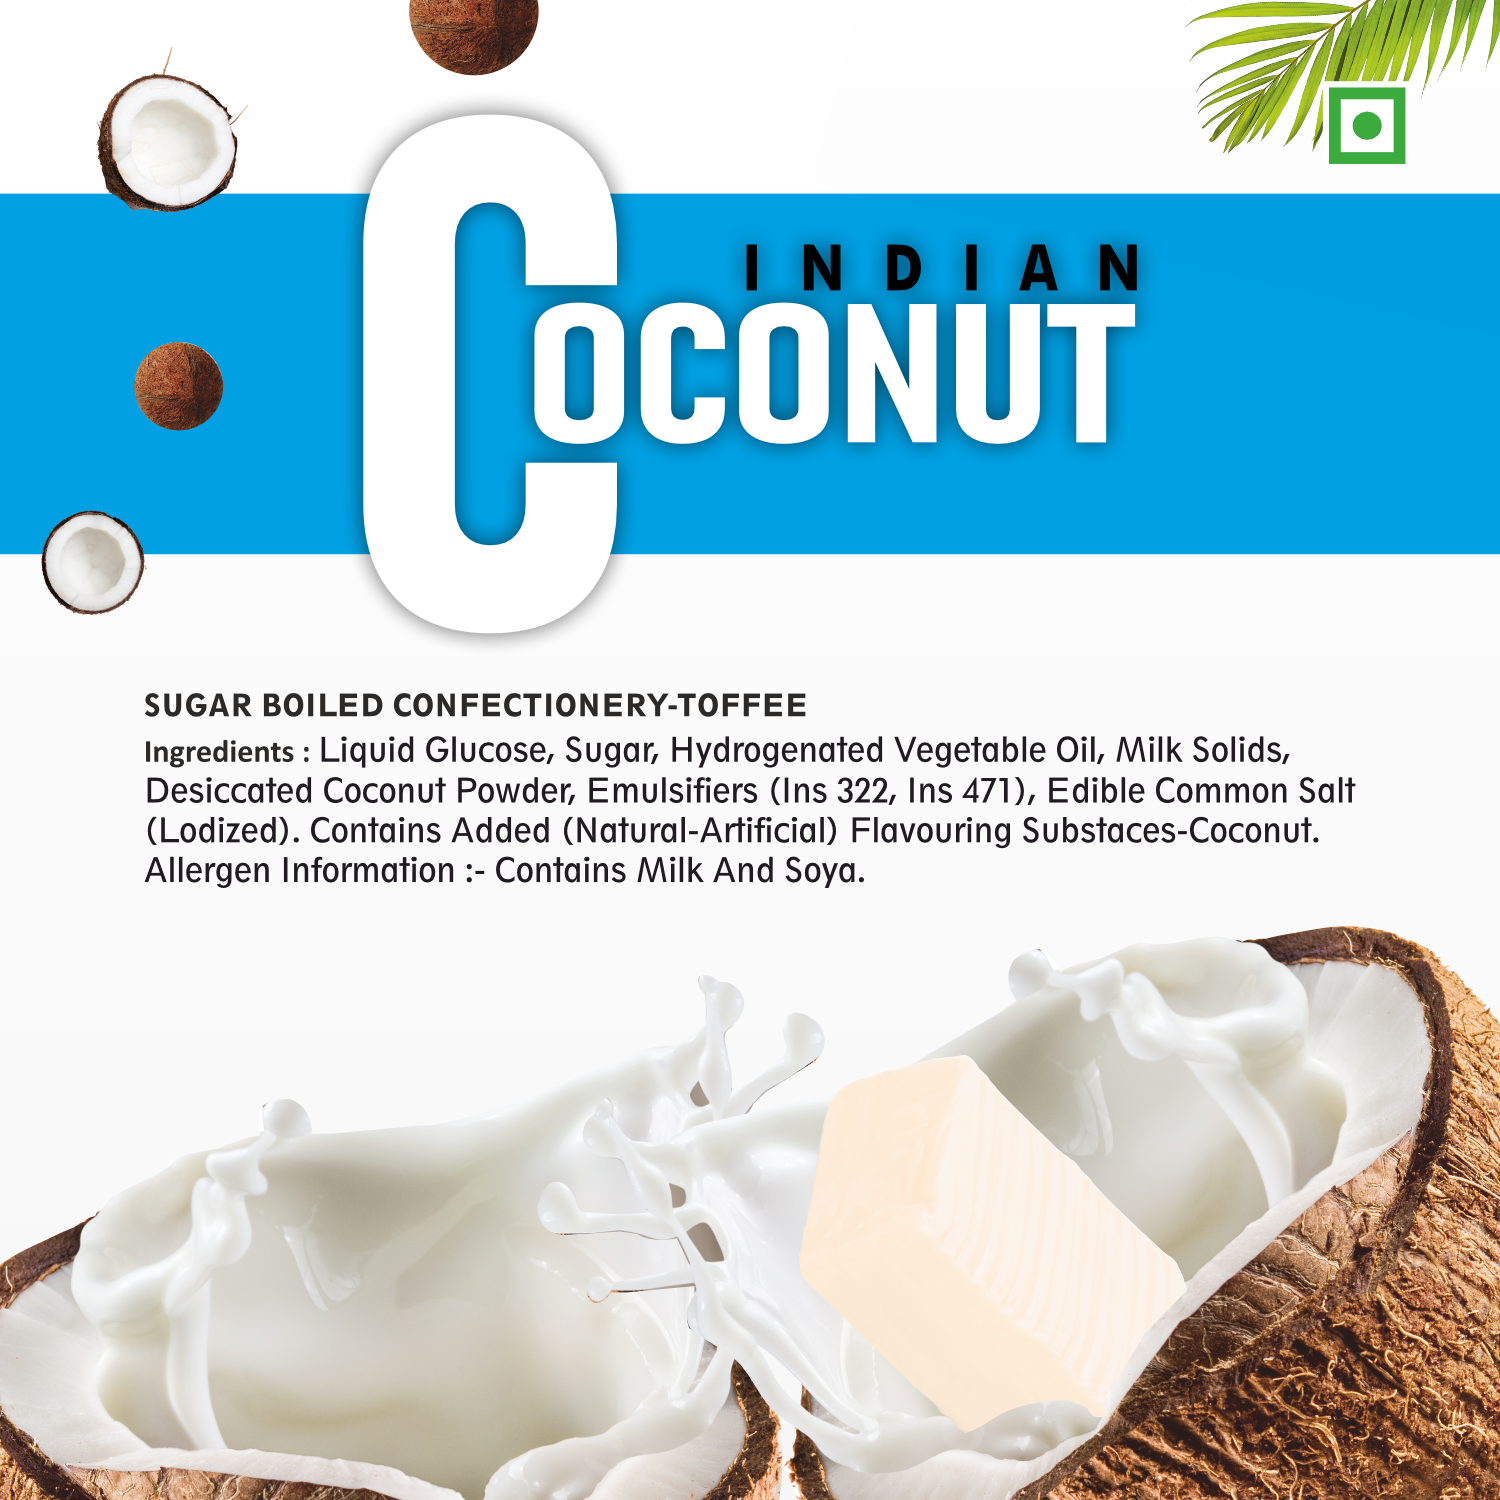 INDIAN
COCONUT
SUGAR BOILED CONFECTIONERY-TOFFEE
Ingredients : Liquid Glucose, Sugar, Hydrogenated Vegetable Oil, Milk Solids,
Desiccated Coconut Powder, Emulsifiers (Ins 322, Ins 471), Edible Common Salt
(Lodized). Contains Added (Natural-Artificial) Flavouring Substaces-Coconut.
Allergen Information :- Contains Milk And Soya.